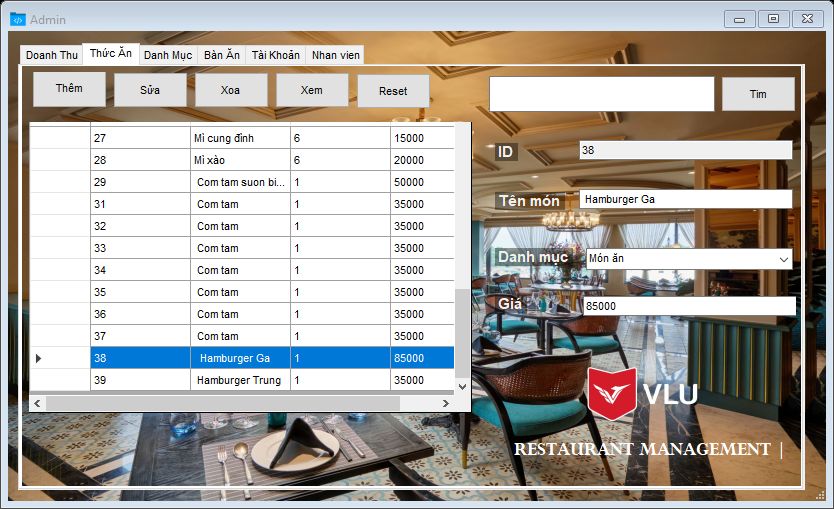 Admin
Doanh Thu Thức Ăn Danh Mục Bàn Ăn Tài Khoản Nhan vien
Thêm Sửa Xoa Xem Reset Tim
27 Mì cung đình 6 15000
28 Mì xào 6 20000
29 Com tam suon bi... 1 50000
31 Com tam 1 35000
32 Com tam 1 35000
33 Com tam 1 35000
34 Com tam 1 35000
35 Com tam 1 35000
36 Com tam 1 35000
37 Com tam 1 35000
38 Hamburger Ga 1 85000
39 Hamburger Trung 1 35000
ID 38
Tên món Hamburger Ga
Danh mục Món ăn
Giá 85000
VLU
RESTAURANT MANAGEMENT |